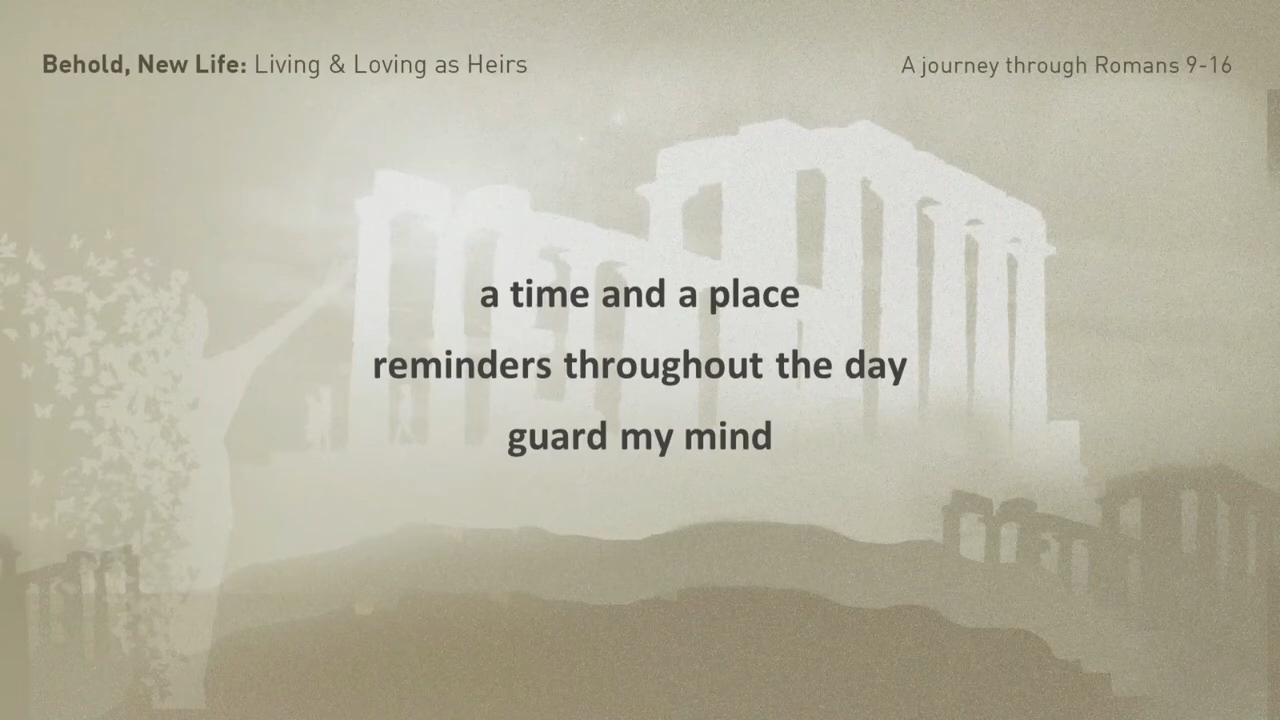 Behold, New Life: Living & Loving as Heirs
A journey through Romans 9-16
a time and a place
reminders throughout the day
guard my mind